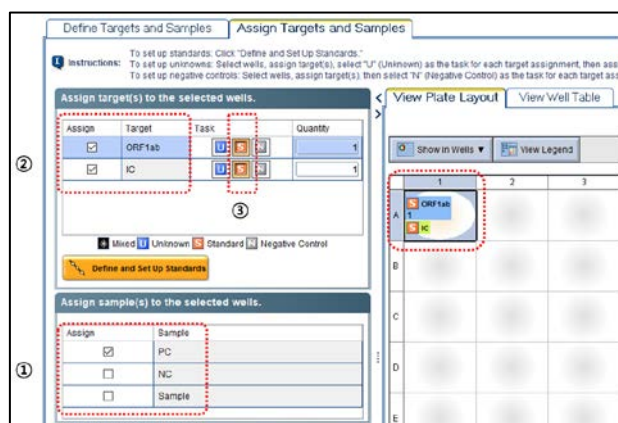 Define Targets and Samples
Assign Targets and Samples
Instructions:
To set up standards: Click "Define and Set Up Standards."
To set up unknowns: Select wells, assign target(s), select "U" (Unknown) as the task for each target assignment, then ass
To set up negative controls: Select wells, assign target(s), then select "N" (Negative Control) as the task for each target ass
Assign target(s) to the selected wells.
Assign Target Task Quantity
②
ORF1ab U S N 1
IC U S N 1
③
Mixed U Unknown S Standard N Negative Control
Define and Set Up Standards
Assign sample(s) to the selected wells.
Assign Sample
①
PC
NC
Sample
View Plate Layout
View Well Table
Show in Wells ▼
View Legend
1 2 3
A
S ORF1ab
1
S IC
B
C
D
E